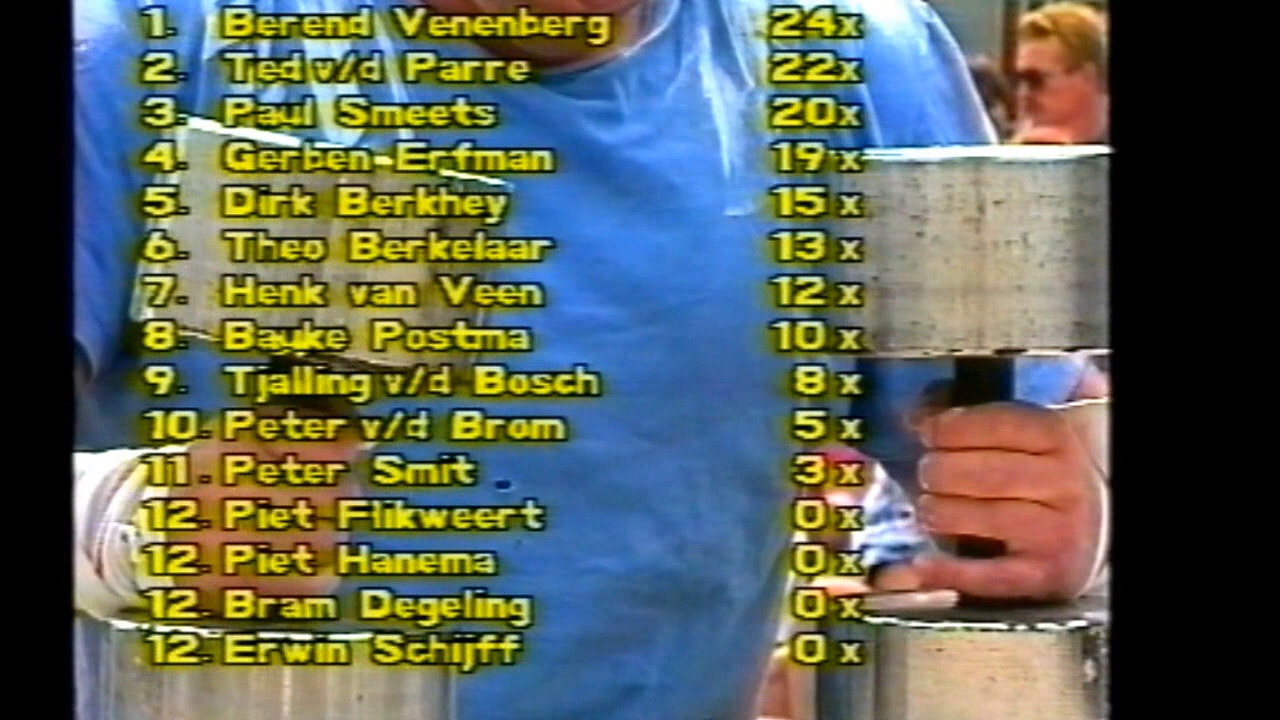 1. Berend Venenberg 24x
2. Ted v/d Parre 22x
3. Paul Smeets 20x
4. Gerben Erfman 19 x
5. Dirk Berkhey 15 x
6. Theo Berkelaar 13 x
7. Henk van Veen 12 x
8. Bauke Postma 10 x
9. Tjalling v/d Bosch 8 x
10. Peter v/d Brom 5 x
11. Peter Smit 3 x
12. Piet Flikweert 0 x
12. Piet Hanema 0 x
12. Bram Degeling 0 x
12. Erwin Schijff 0 x